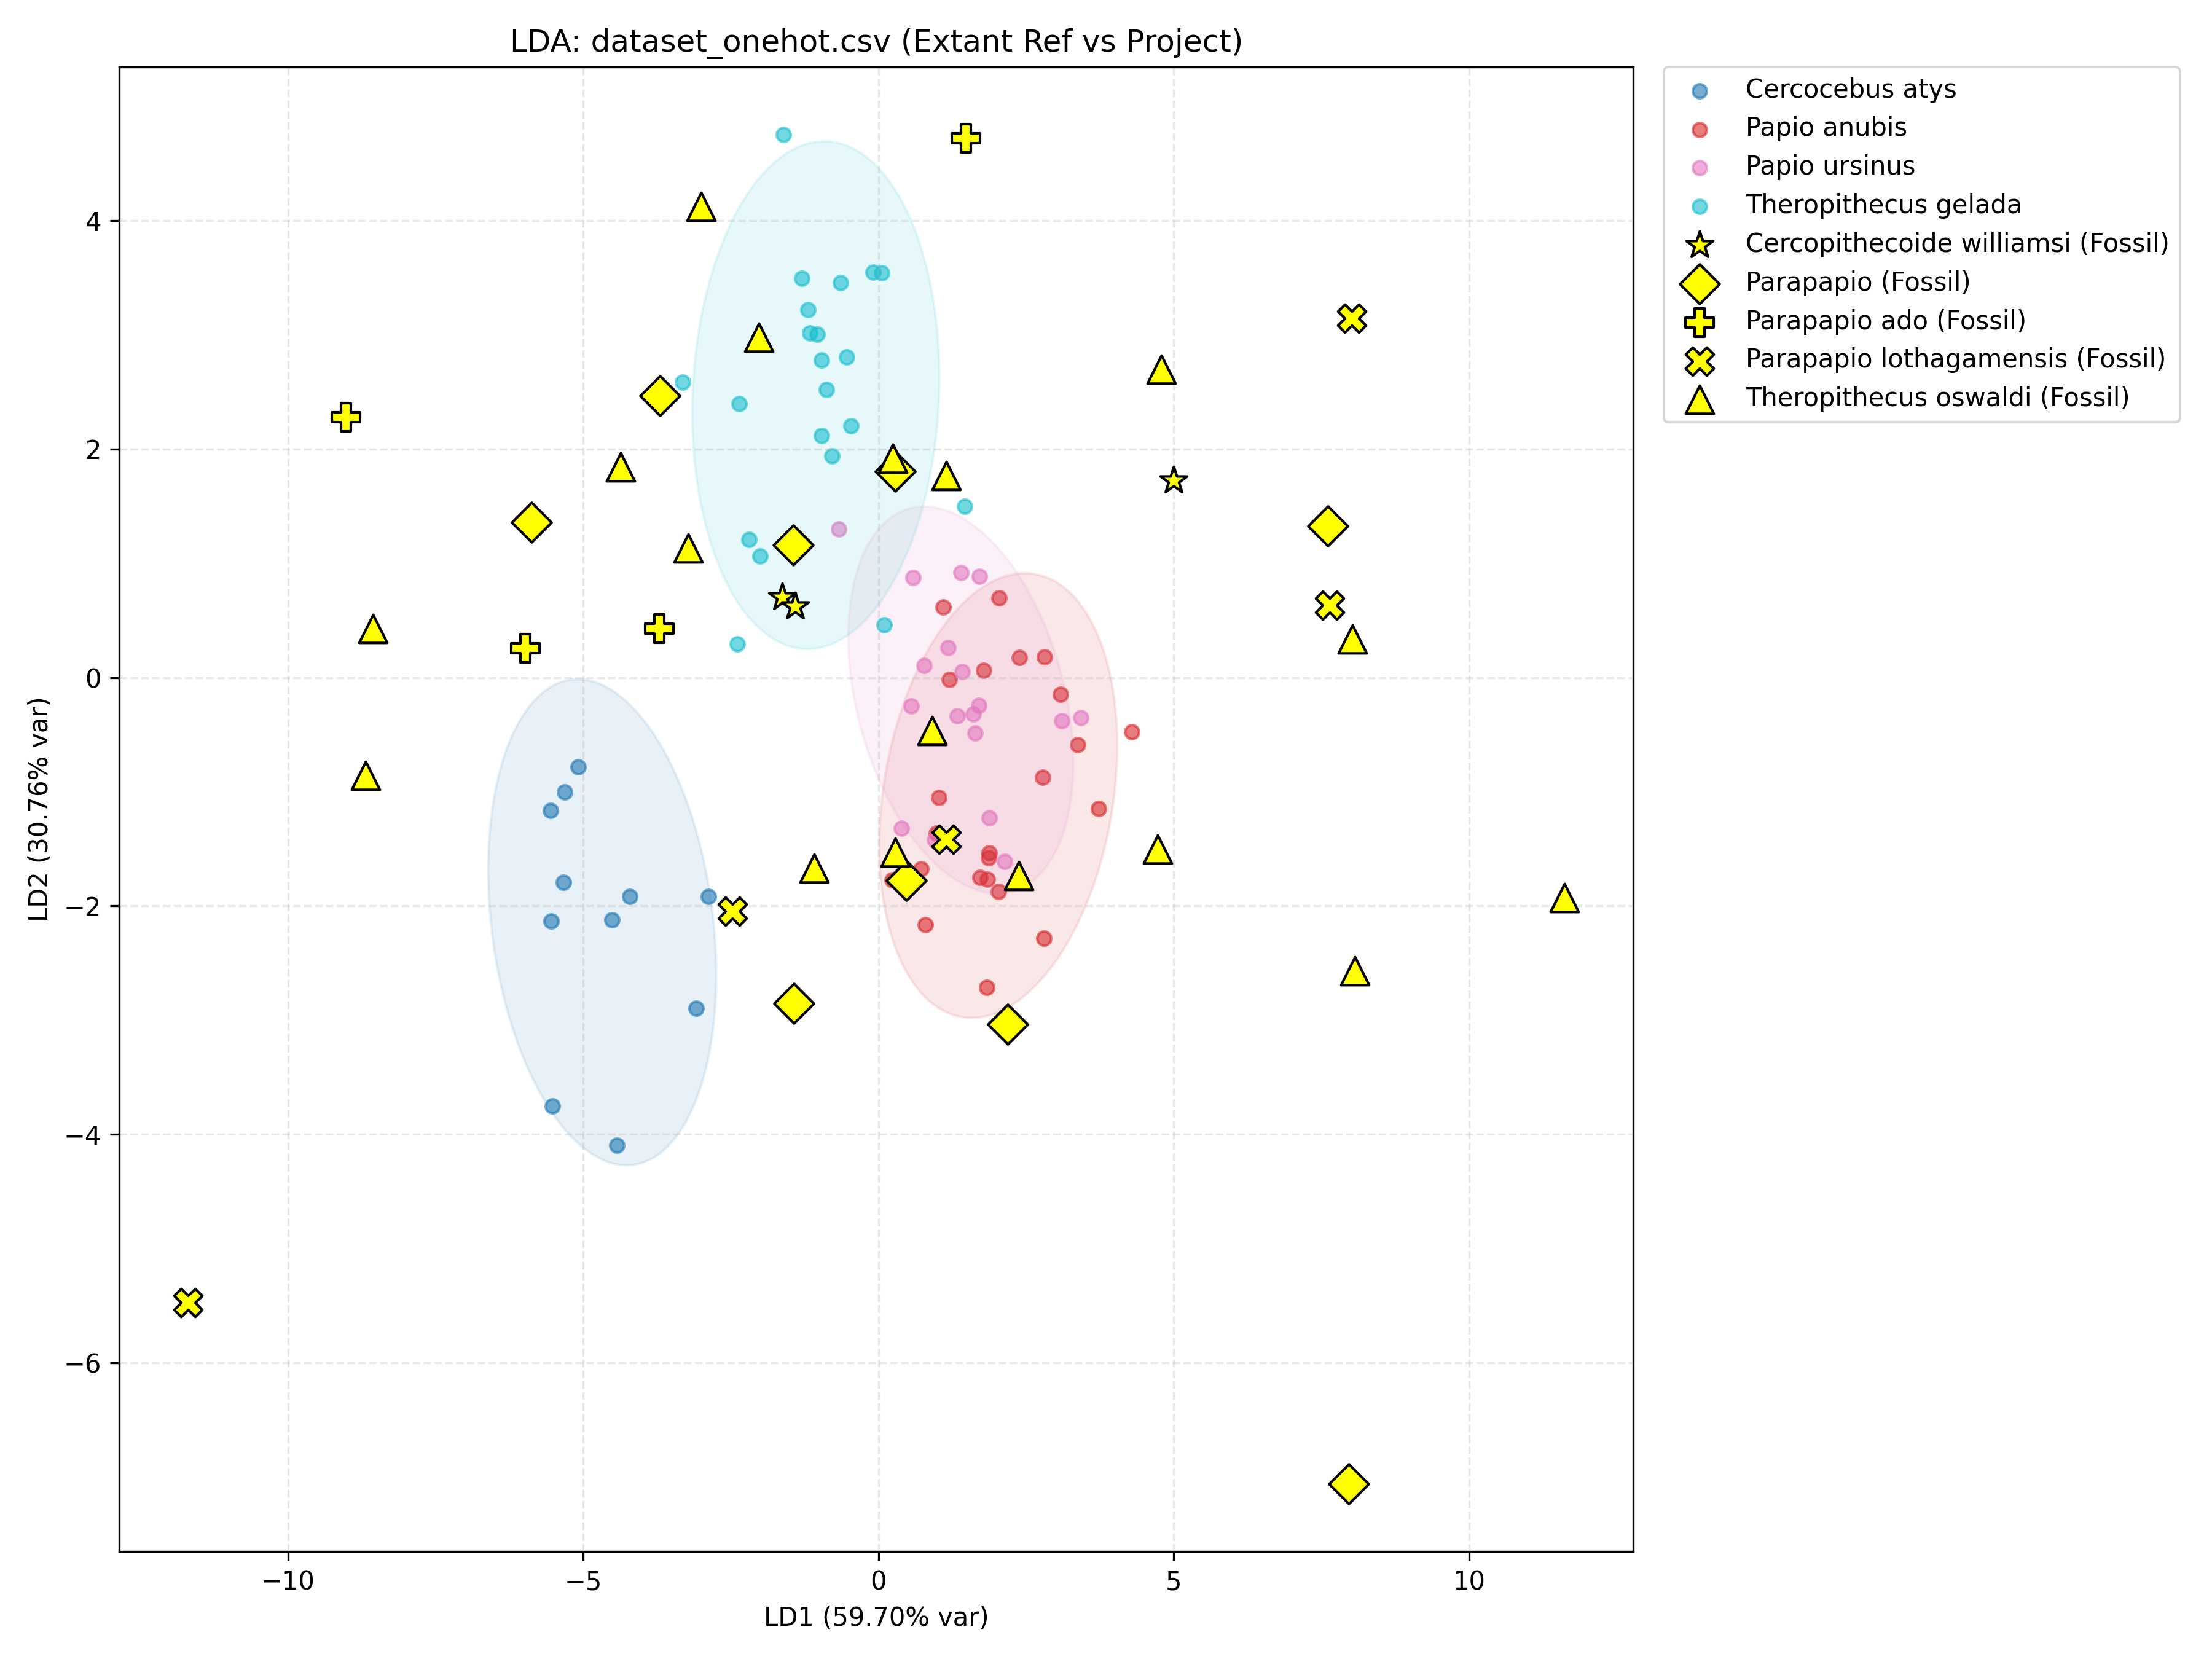 LDA: dataset_onehot.csv (Extant Ref vs Project)
Cercocebus atys
Papio anubis
Papio ursinus
Theropithecus gelada
Cercopithecoide williamsi (Fossil)
Parapapio (Fossil)
Parapapio ado (Fossil)
Parapapio lothagamensis (Fossil)
Theropithecus oswaldi (Fossil)
LD2 (30.76% var)
4
2
0
−2
−4
−6
−10
−5
0
5
10
LD1 (59.70% var)